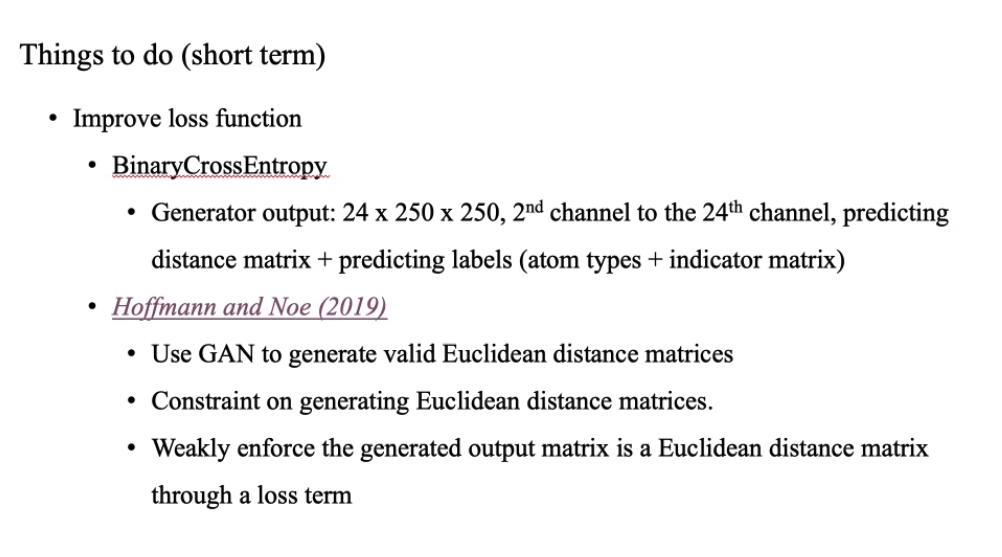 Things to do (short term)
• Improve loss function
• BinaryCrossEntropy
• Generator output: 24 x 250 x 250, 2nd channel to the 24th channel, predicting
distance matrix + predicting labels (atom types + indicator matrix)
• Hoffmann and Noe (2019)
• Use GAN to generate valid Euclidean distance matrices
• Constraint on generating Euclidean distance matrices.
• Weakly enforce the generated output matrix is a Euclidean distance matrix
through a loss term